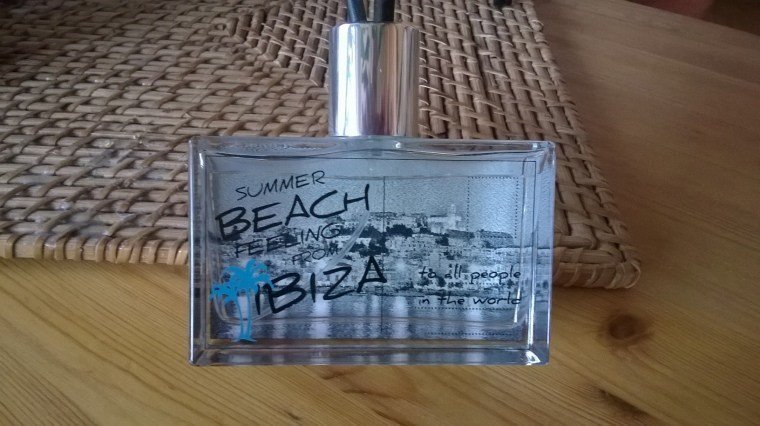 SUMMER
BEACH
FEELING
FROM
IBIZA
to all people
in the world